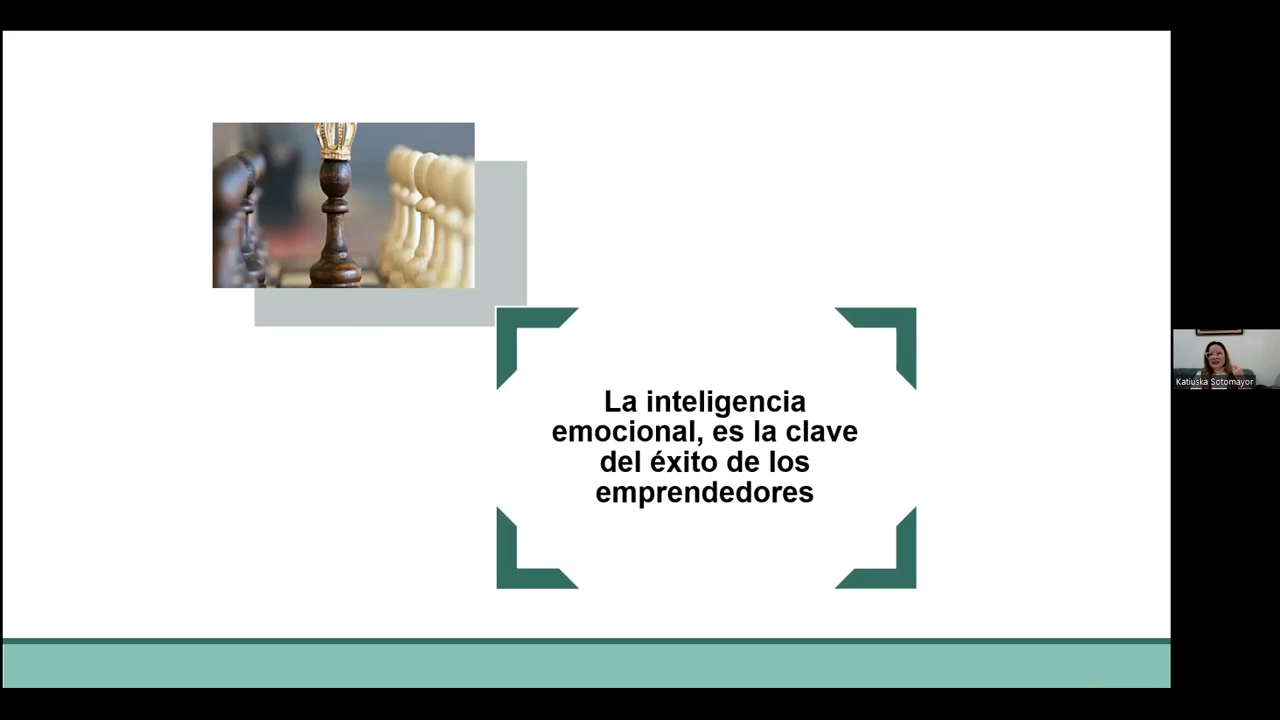 La inteligencia
emocional, es la clave
del éxito de los
emprendedores
Katiuska Sotomayor